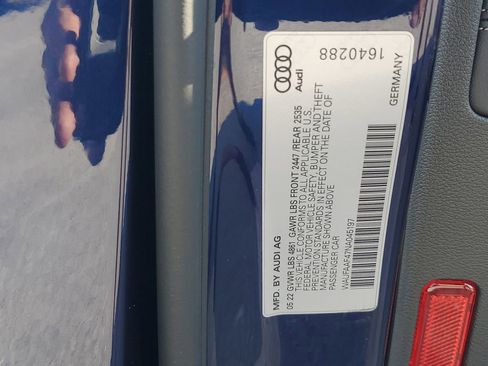 MFD. BY AUDI AG
05.22 GVWR LBS 4861 GAWR LBS FRONT 2447/REAR 2535
THIS VEHICLE CONFORMS TO ALL APPLICABLE U.S.
FEDERAL MOTOR VEHICLE SAFETY, BUMPER AND THEFT
PREVENTION STANDARDS IN EFFECT ON THE DATE OF
MANUFACTURE SHOWN ABOVE
PASSENGER CAR
WAUFAAF47NA045197
Audi
1640288
GERMANY